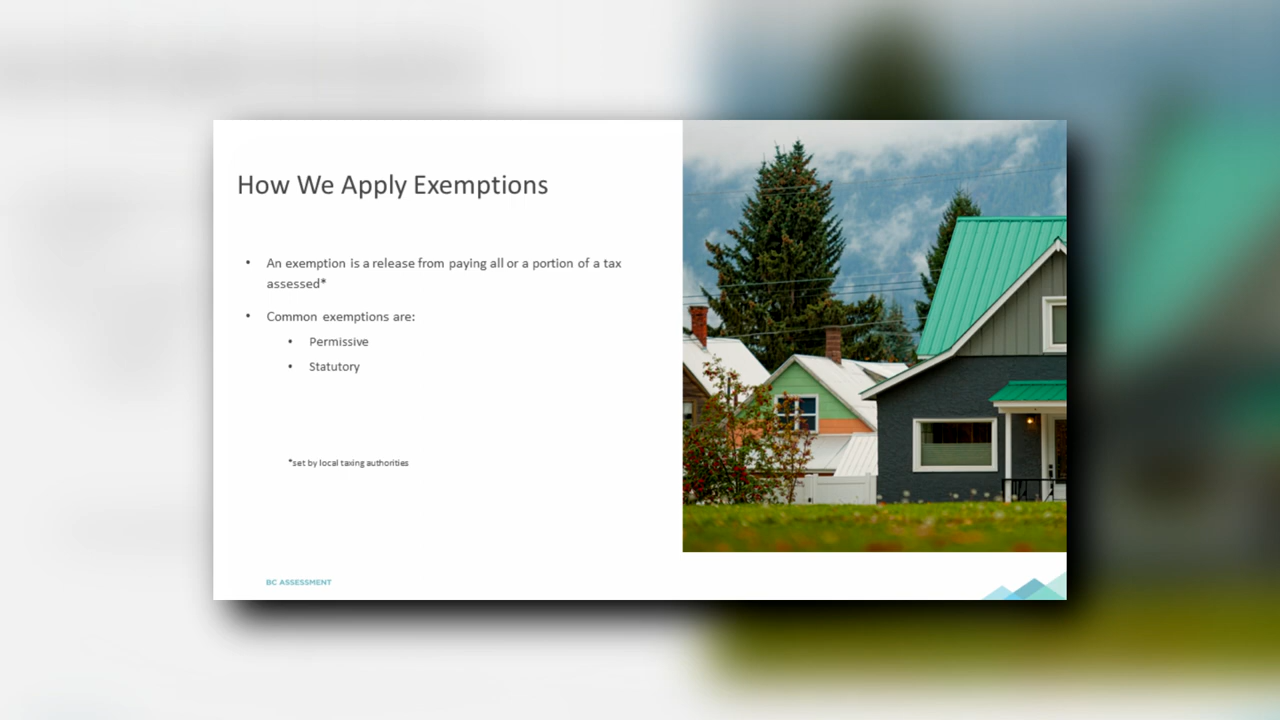 How We Apply Exemptions
• An exemption is a release from paying all or a portion of a tax
assessed*
• Common exemptions are:
• Permissive
• Statutory
*set by local taxing authorities
BC ASSESSMENT